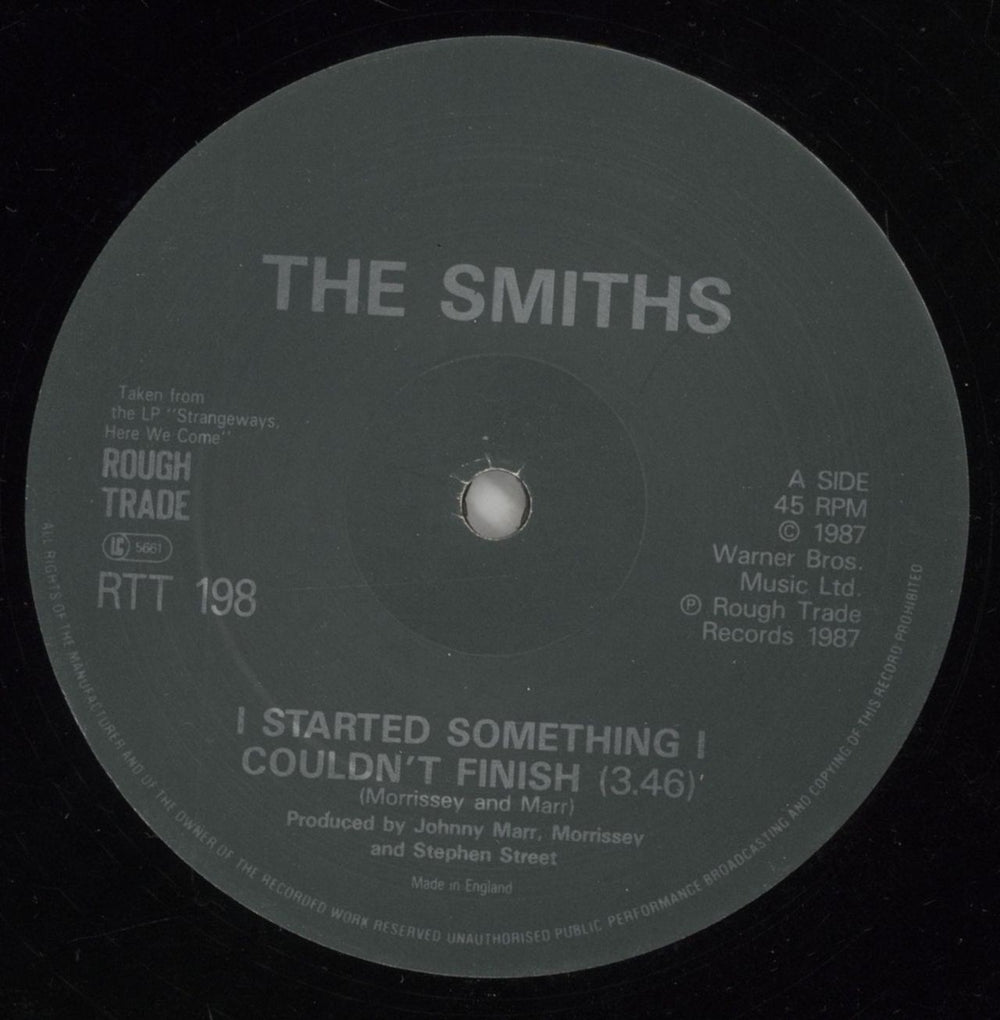 THE SMITHS
Taken from
the LP "Strangeways,
Here We Come"
ROUGH
TRADE
LC 5661
RTT 198
A SIDE
45 RPM
© 1987
Warner Bros.
Music Ltd.
℗ Rough Trade
Records 1987
I STARTED SOMETHING I
COULDN'T FINISH (3.46)
(Morrissey and Marr)
Produced by Johnny Marr, Morrissey
and Stephen Street
Made in England
ALL RIGHTS OF THE MANUFACTURER AND OF THE OWNER OF THE RECORDED WORK RESERVED UNAUTHORISED PUBLIC PERFORMANCE BROADCASTING AND COPYING OF THIS RECORD PROHIBITED